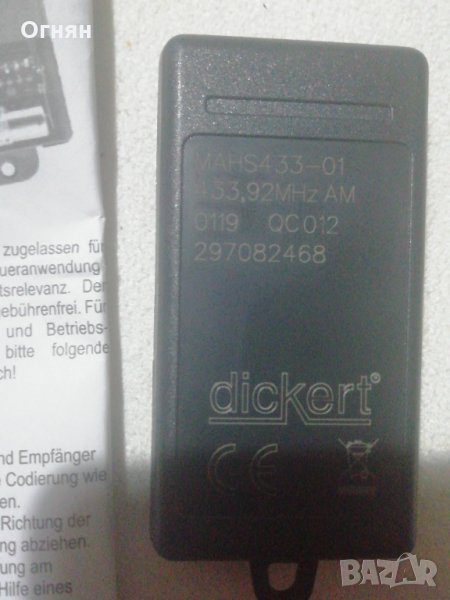 Огнян
MAHS433-01
433,92MHz AM
0119 QC012
297082468
dickert®
CE
zugelassen für
ueranwendung
tsrelevanz. Der
gebührenfrei. Für
und Betriebs-
bitte folgende
ch!
nd Empfänger
e Codierung wie
en.
Richtung der
ng abziehen.
ung am
Hilfe eines
BAZAR